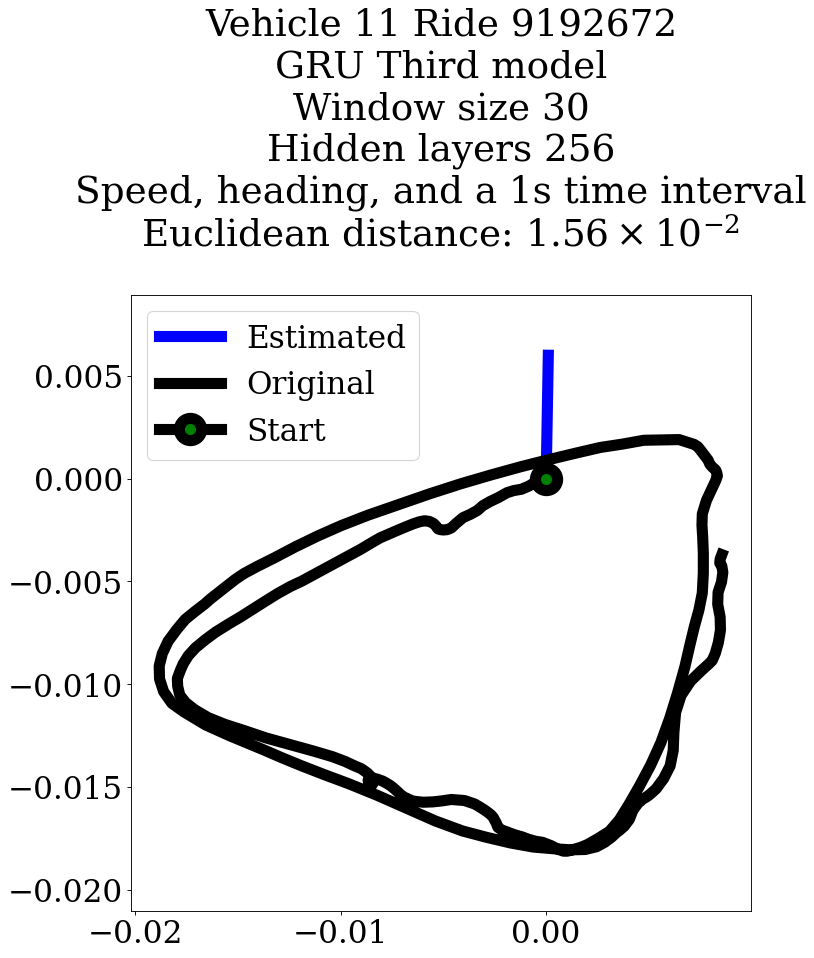 Vehicle 11 Ride 9192672
GRU Third model
Window size 30
Hidden layers 256
Speed, heading, and a 1s time interval
Euclidean distance: 1.56 × 10⁻²
Estimated
Original
Start
0.005
0.000
−0.005
−0.010
−0.015
−0.020
−0.02 −0.01 0.00